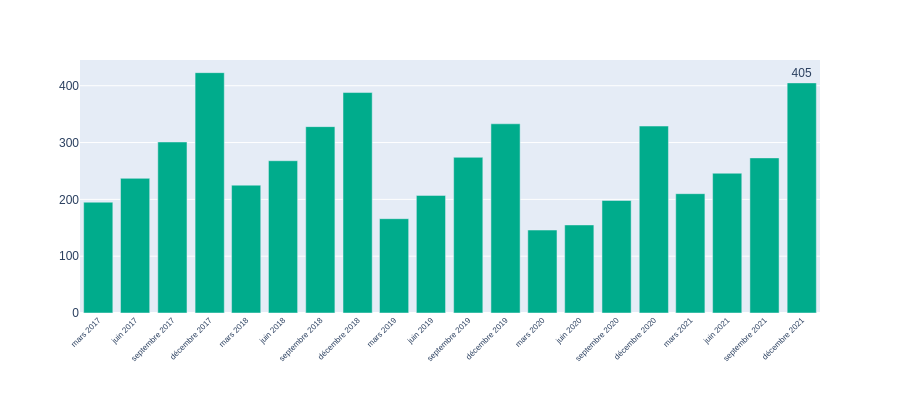 405
400
300
200
100
0
mars 2017
juin 2017
septembre 2017
décembre 2017
mars 2018
juin 2018
septembre 2018
décembre 2018
mars 2019
juin 2019
septembre 2019
décembre 2019
mars 2020
juin 2020
septembre 2020
décembre 2020
mars 2021
juin 2021
septembre 2021
décembre 2021